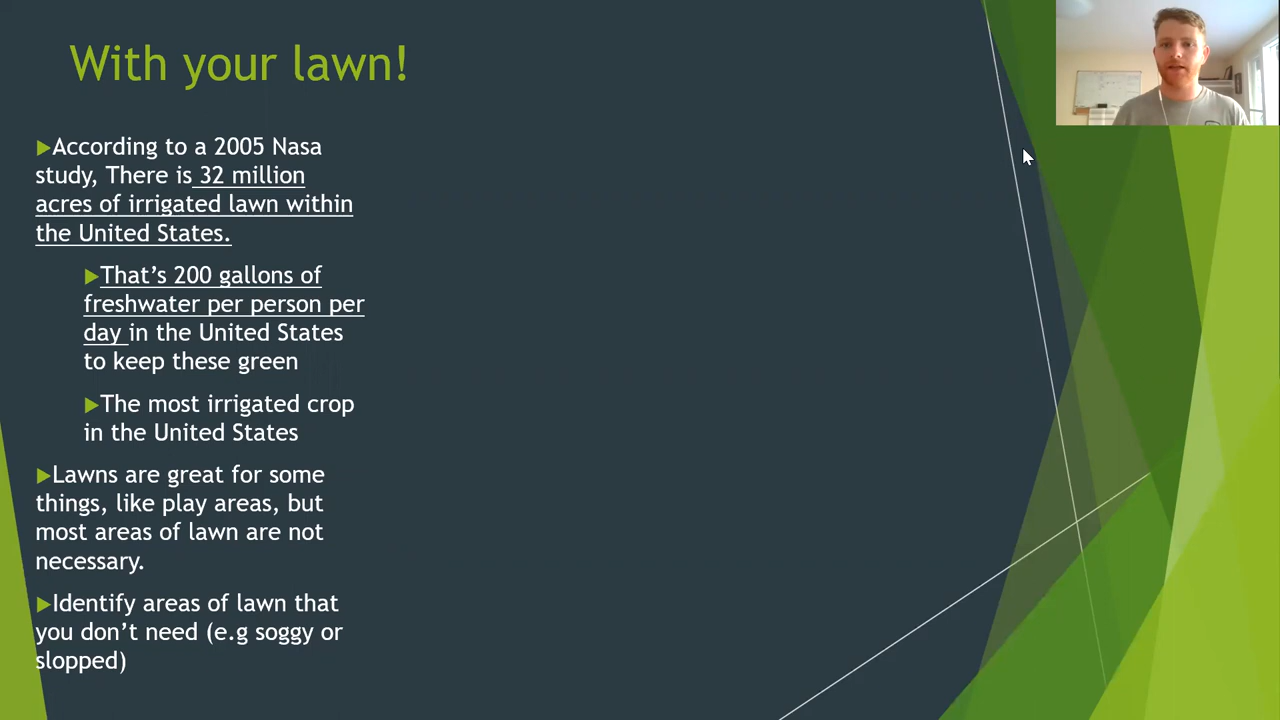 With your lawn!
According to a 2005 Nasa
study, There is 32 million
acres of irrigated lawn within
the United States.
That’s 200 gallons of
freshwater per person per
day in the United States
to keep these green
The most irrigated crop
in the United States
Lawns are great for some
things, like play areas, but
most areas of lawn are not
necessary.
Identify areas of lawn that
you don’t need (e.g soggy or
slopped)